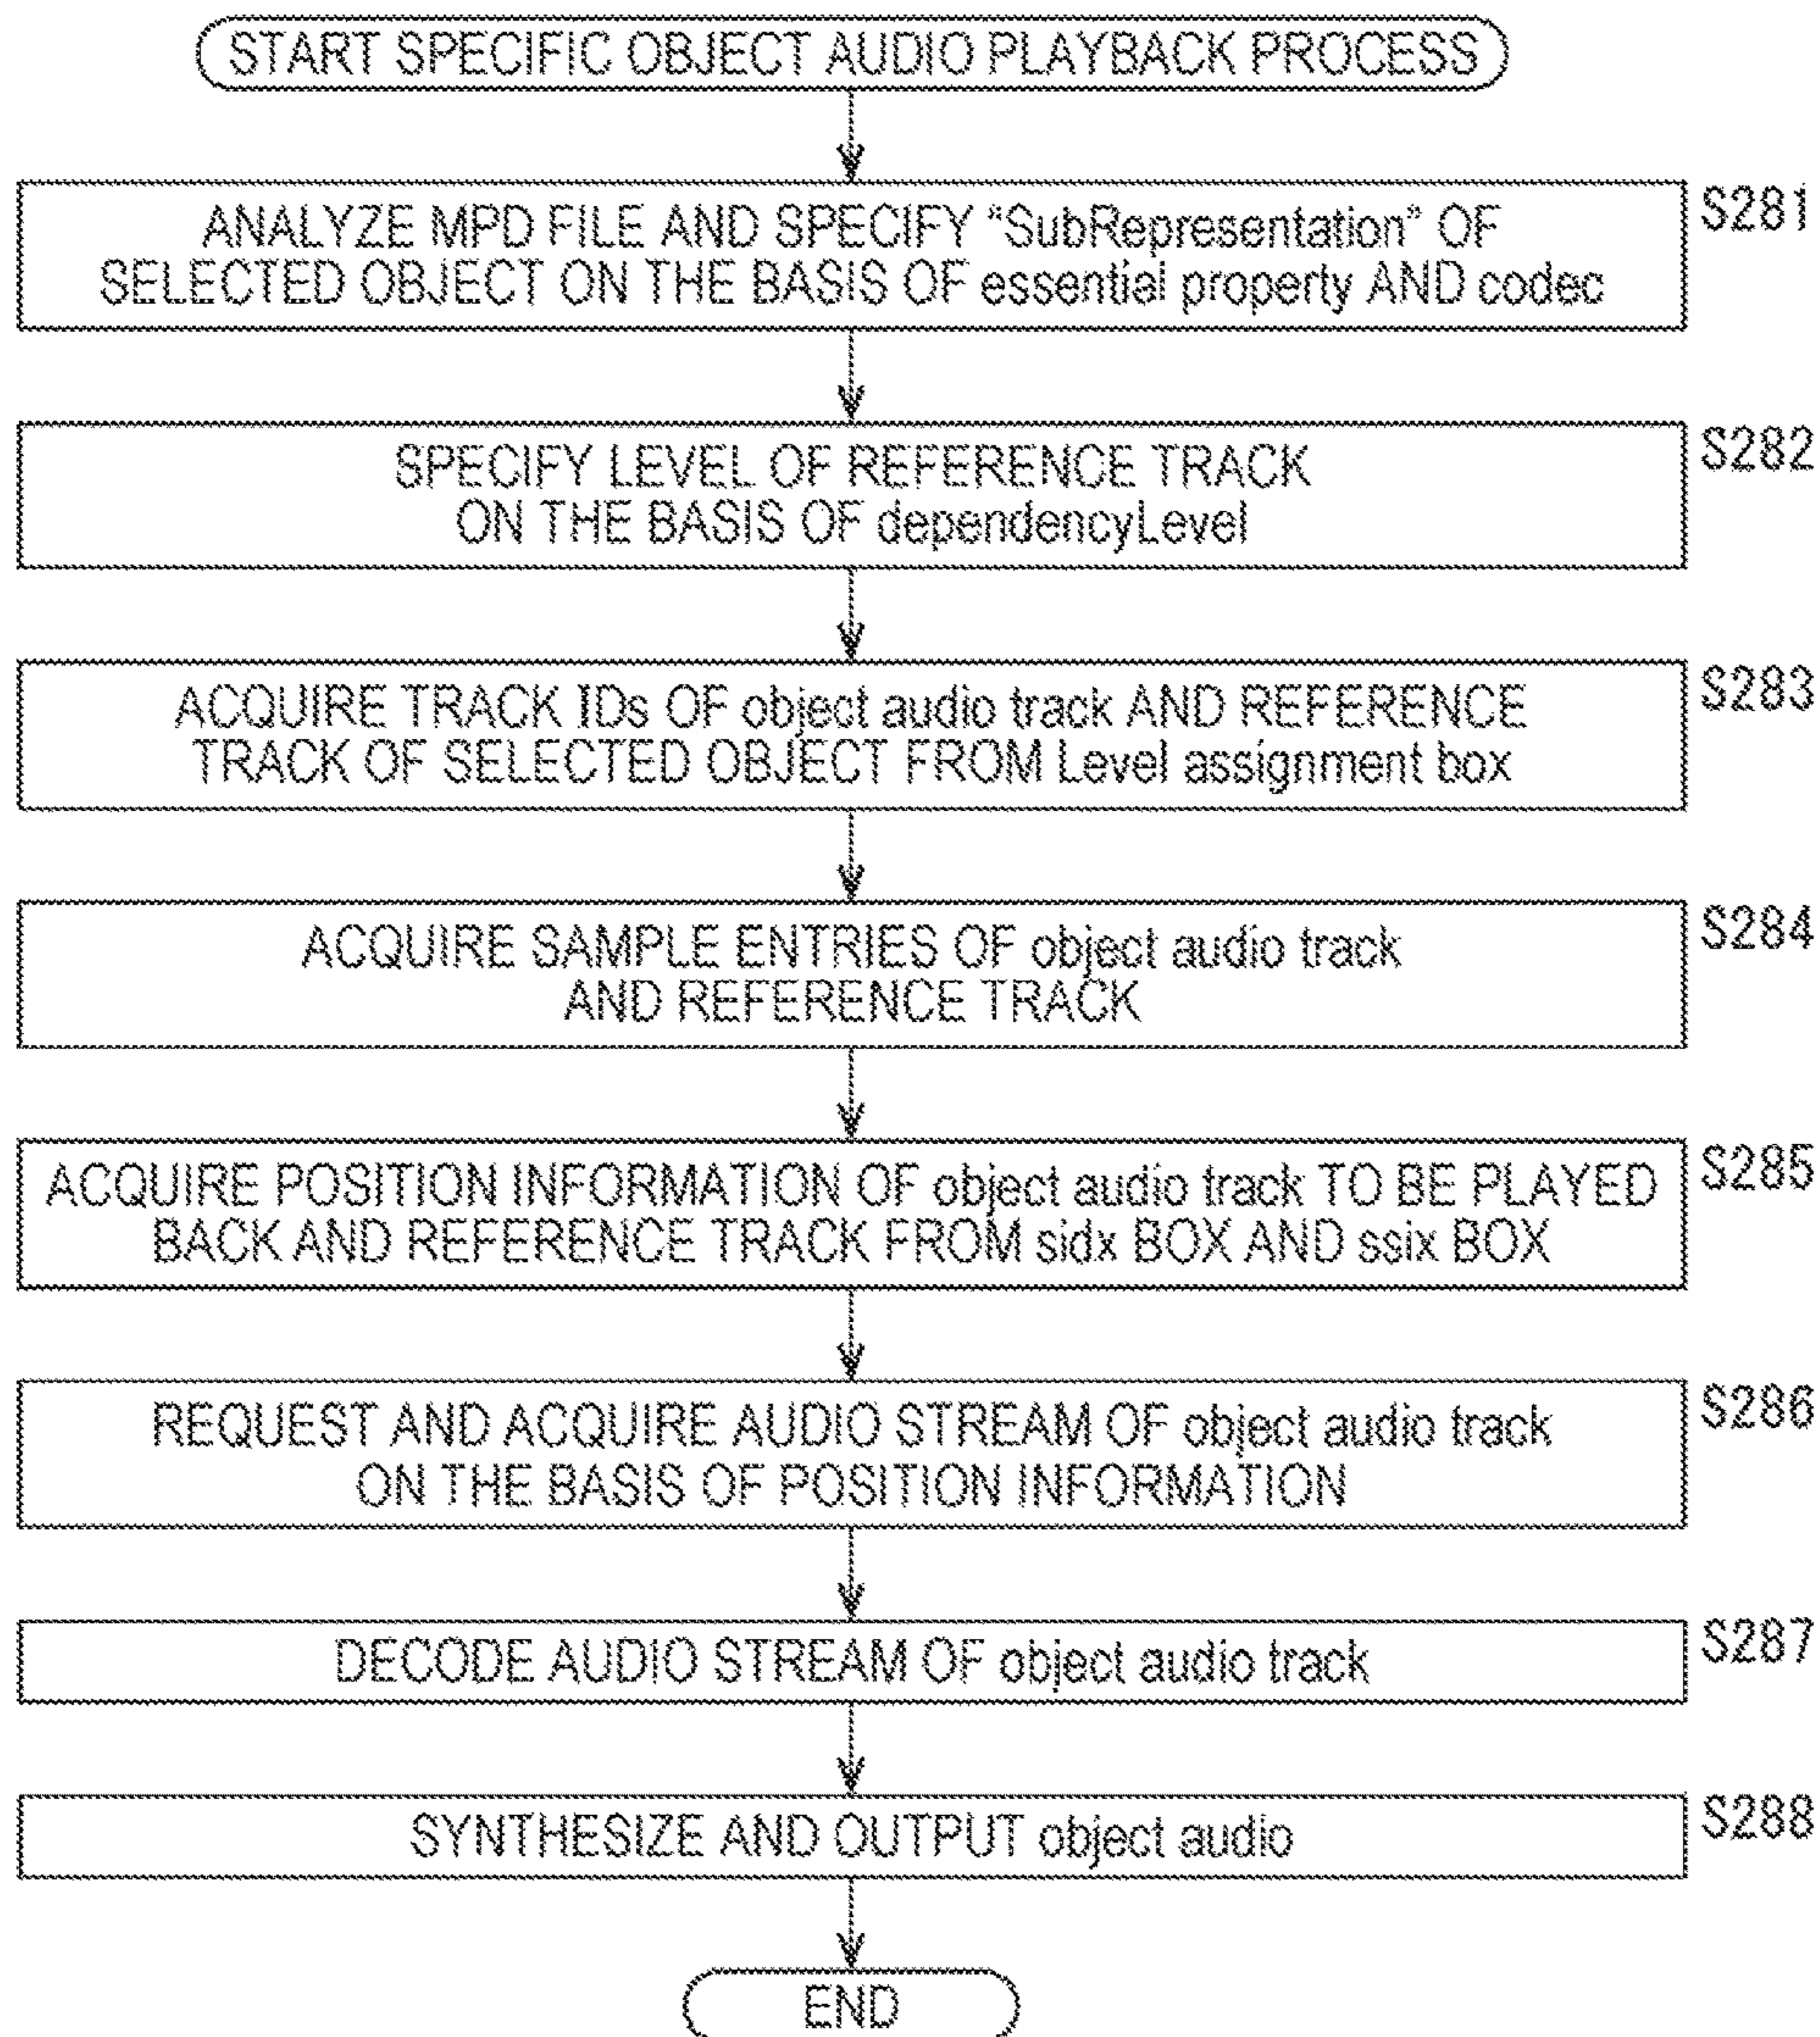 START SPECIFIC OBJECT AUDIO PLAYBACK PROCESS
ANALYZE MPD FILE AND SPECIFY “SubRepresentation” OF
SELECTED OBJECT ON THE BASIS OF essential property AND codec
S281
SPECIFY LEVEL OF REFERENCE TRACK
ON THE BASIS OF dependencyLevel
S282
ACQUIRE TRACK IDs OF object audio track AND REFERENCE
TRACK OF SELECTED OBJECT FROM Level assignment box
S283
ACQUIRE SAMPLE ENTRIES OF object audio track
AND REFERENCE TRACK
S284
ACQUIRE POSITION INFORMATION OF object audio track TO BE PLAYED
BACK AND REFERENCE TRACK FROM sidx BOX AND ssix BOX
S285
REQUEST AND ACQUIRE AUDIO STREAM OF object audio track
ON THE BASIS OF POSITION INFORMATION
S286
DECODE AUDIO STREAM OF object audio track
S287
SYNTHESIZE AND OUTPUT object audio
S288
END